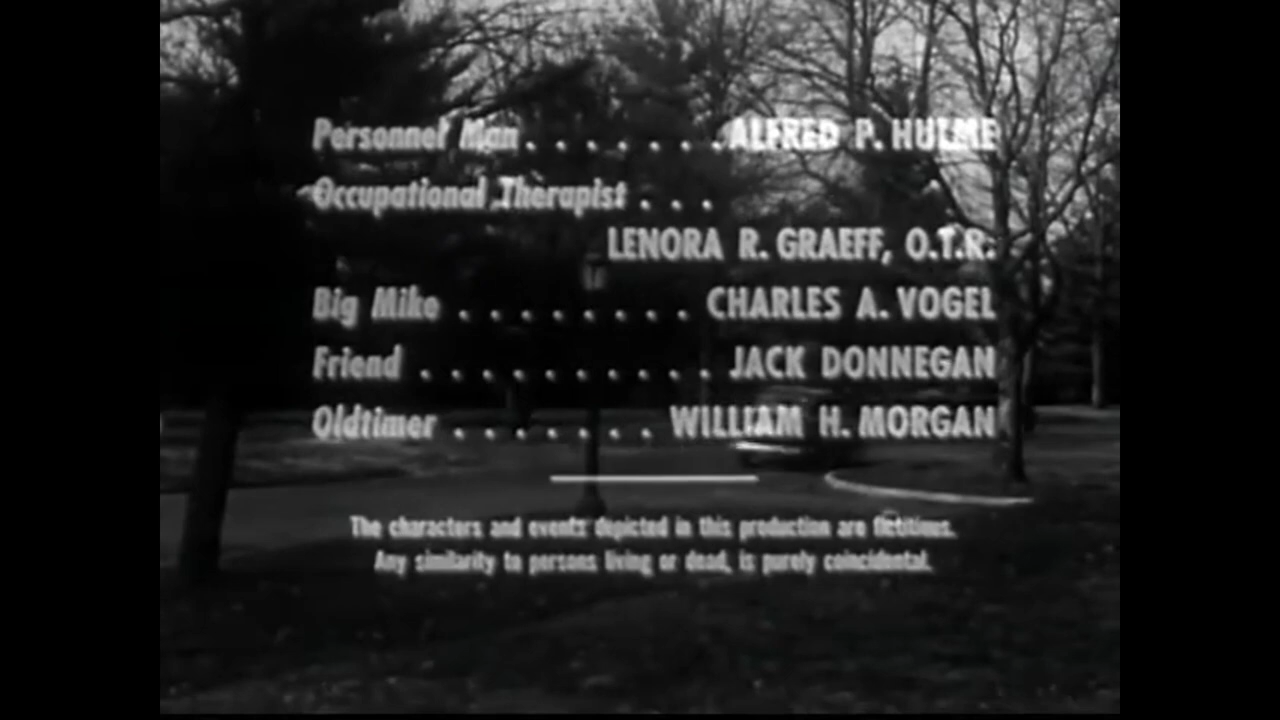 Personnel Man . . . . . . . ALFRED P. HULME
Occupational Therapist . . .
LENORA R. GRAEFF, O.T.R.
Big Mike . . . . . . . . CHARLES A. VOGEL
Friend . . . . . . . . . . JACK DONNEGAN
Oldtimer . . . . . . . WILLIAM H. MORGAN
The characters and events depicted in this production are fictitious.
Any similarity to persons living or dead, is purely coincidental.